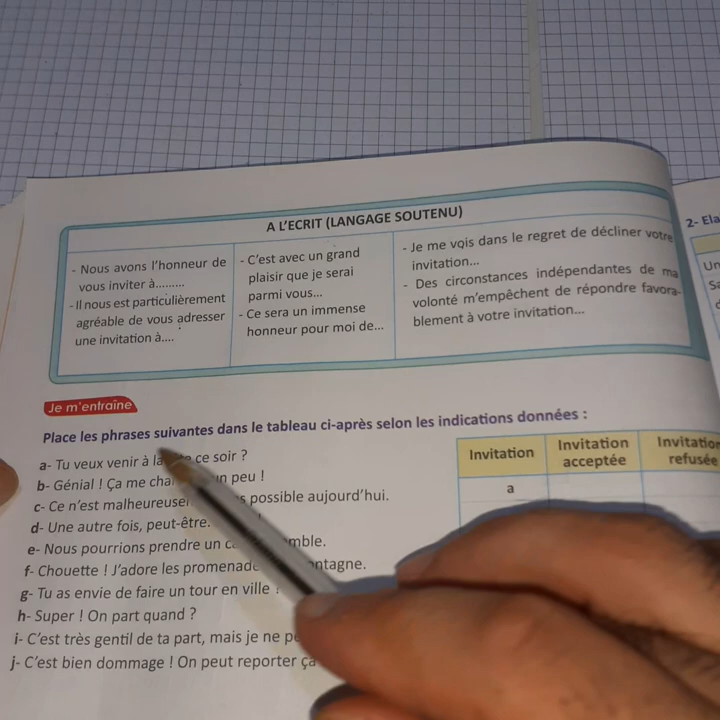 A L'ECRIT (LANGAGE SOUTENU)
- Nous avons l'honneur de
vous inviter à.........
- Il nous est particulièrement
agréable de vous adresser
une invitation à....
- C'est avec un grand
plaisir que je serai
parmi vous...
- Ce sera un immense
honneur pour moi de...
- Je me vois dans le regret de décliner votre
invitation...
- Des circonstances indépendantes de ma
volonté m'empêchent de répondre favora-
blement à votre invitation...
Je m'entraîne
Place les phrases suivantes dans le tableau ci-après selon les indications données :
a- Tu veux venir à ce soir ?
b- Génial ! Ça me un peu !
c- Ce n'est possible aujourd'hui.
d- Une autre fois, peut-être.
e- Nous pourrions prendre un
f- Chouette ! J'adore les
g- Tu as envie de faire un tour en ville ?
h- Super ! On part quand ?
i- C'est très gentil de ta part, mais je ne
j- C'est bien dommage ! On peut reporter ça
Invitation
Invitation
acceptée
Invitation
refusée
a
2- Ela